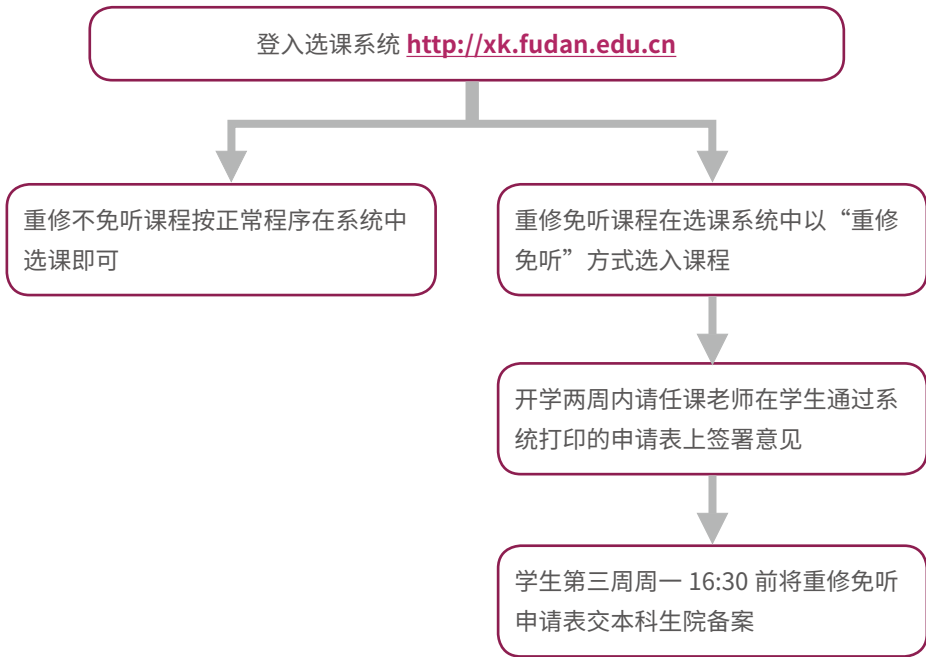 登入选课系统 http://xk.fudan.edu.cn
重修不免听课程按正常程序在系统中
选课即可
重修免听课程在选课系统中以“重修
免听”方式选入课程
开学两周内请任课老师在学生通过系
统打印的申请表上签署意见
学生第三周周一 16:30 前将重修免听
申请表交本科生院备案